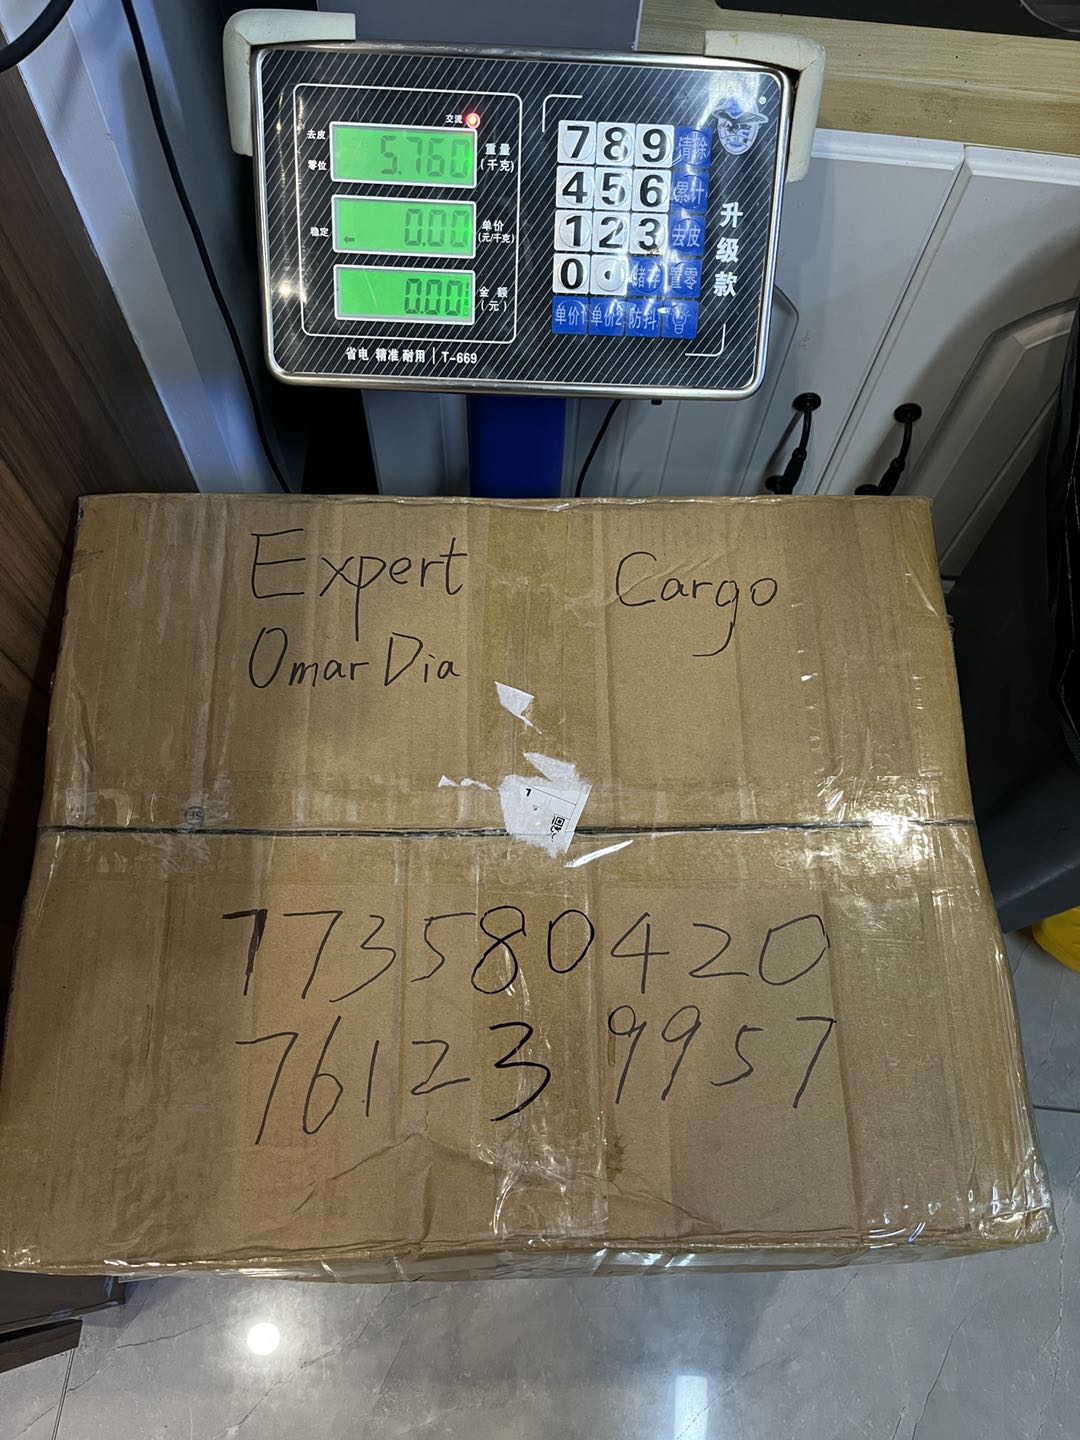 交流
去皮
零位
5.760
重量
(千克)
稳定
0.00
单价
(元/千克)
0.00
金额
(元)
省电 精准 耐用 | T-669
7 8 9 清除
4 5 6 累计
1 2 3 去皮
0 . 储存 置零
单价1 单价2 防抖
升级款
Expert Cargo
Omar Dia
1
773580420
761239957